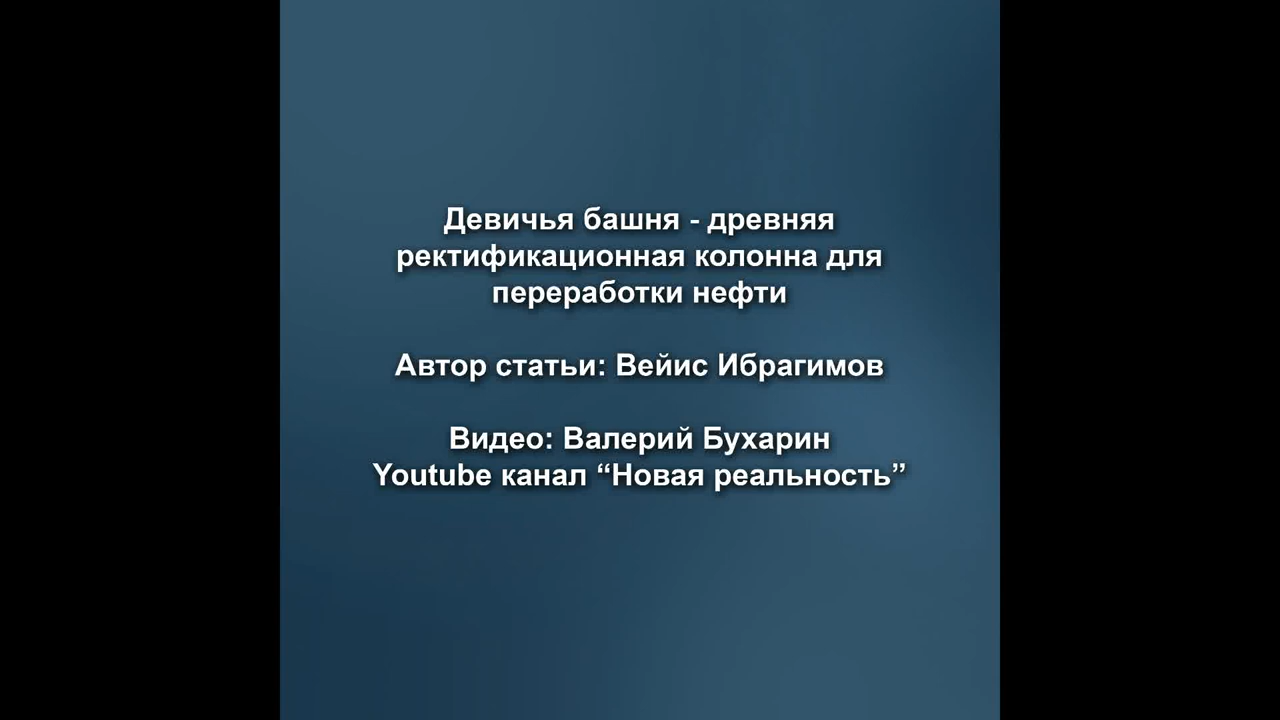 Девичья башня - древняя
ректификационная колонна для
переработки нефти
Автор статьи: Вейис Ибрагимов
Видео: Валерий Бухарин
Youtube канал “Новая реальность”